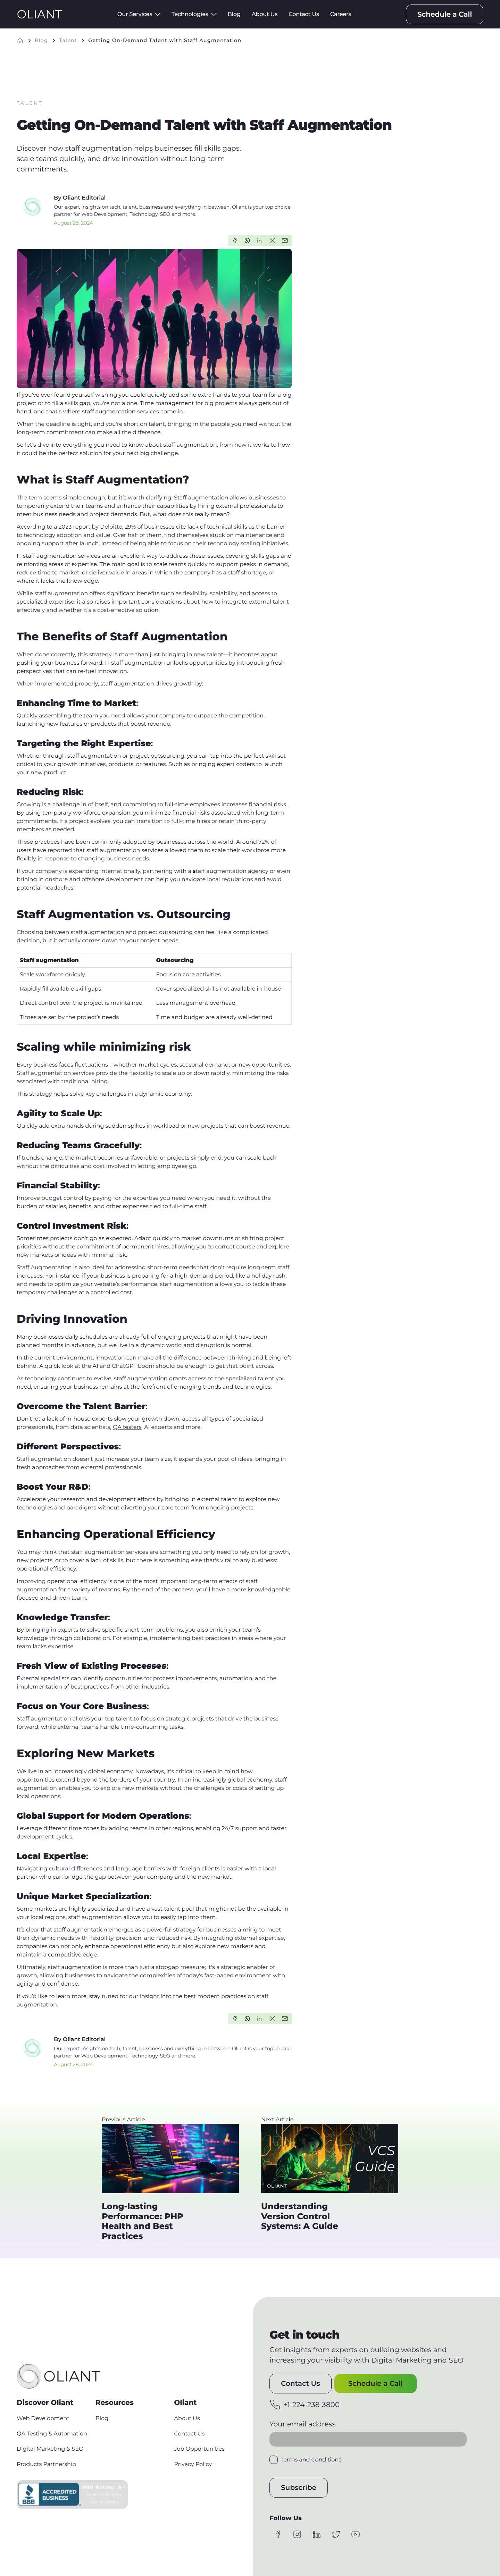 OLIANT
Our Services
Technologies
Blog
About Us
Contact Us
Careers
Schedule a Call
Blog
Talent
Getting On-Demand Talent with Staff Augmentation
TALENT
Getting On-Demand Talent with Staff Augmentation
Discover how staff augmentation helps businesses fill skills gaps,
scale teams quickly, and drive innovation without long-term
commitments.
By Oliant Editorial
Our expert insights on tech, talent, bussiness and everything in between. Oliant is your top choice
partner for Web Development, Technology, SEO and more.
August 28, 2024
If you've ever found yourself wishing you could quickly add some extra hands to your team for a big
project or to fill a skills gap, you're not alone. Time management for big projects always gets out of
hand, and that's where staff augmentation services come in.
When the deadline is tight, and you're short on talent, bringing in the people you need without the
long-term commitment can make all the difference.
So let's dive into everything you need to know about staff augmentation, from how it works to how
it could be the perfect solution for your next big challenge.
What is Staff Augmentation?
The term seems simple enough, but it's worth clarifying. Staff augmentation allows businesses to
temporarily extend their teams and enhance their capabilities by hiring skilled professionals to
meet business needs and project demands. But, what does this really mean?
According to a 2023 report by Deloitte, 29% of businesses cite lack of technical skills as the barrier
to technology adoption and value. Over half of them, find themselves stuck on maintenance and
ongoing support after launch, instead of being able to focus on their technology scaling initiatives.
IT staff augmentation services are an excellent way to address these issues, covering skills gaps and
reinforcing areas of expertise. The main goal is to scale teams quickly to support peaks in demand,
reduce time to market, or deliver value in areas in which the company has a staff shortage, or
where it lacks the knowledge.
While staff augmentation offers significant benefits such as flexibility, scalability, and access to
specialized expertise, it also raises important considerations about how to integrate external talent
effectively and whether it's a cost-effective solution.
The Benefits of Staff Augmentation
When done correctly, this strategy is more than just bringing in new talent—it becomes about
pushing your business forward. IT staff augmentation unlocks opportunities by introducing fresh
perspectives that can re-fuel innovation.
When implemented properly, staff augmentation drives growth by:
Enhancing Time to Market:
Quickly assembling the team you need allows your company to outpace the competition,
launching new features or products that boost revenue.
Targeting the Right Expertise:
Whether through staff augmentation or project outsourcing, you can tap into the perfect skill set
critical to your growth initiatives, products, or features. Such as bringing expert coders to launch
your new product.
Reducing Risk:
Growing is a challenge in of itself, and committing to full-time employees increases financial risks.
By using temporary workforce expansion, you minimize financial risks associated with long-term
commitments. If a project evolves, you can transition to full-time hires or retain third-party
members as needed.
These practices have been commonly adopted by businesses across the world. Around 72% of
users have reported that staff augmentation services allowed them to scale their workforce more
flexibly in response to changing business needs.
If your company is expanding internationally, partnering with a staff augmentation agency or even
brining in onshore and offshore development can help you navigate local regulations and avoid
potential headaches.
Staff Augmentation vs. Outsourcing
Choosing between staff augmentation and project outsourcing can feel like a complicated
decision, but it actually comes down to your project needs.
Staff augmentation
Outsourcing
Scale workforce quickly
Focus on core activities
Rapidly fill available skill gaps
Cover specialized skills not available in-house
Direct control over the project is maintained
Less management overhead
Times are set by the project's needs
Time and budget are already well-defined
Scaling while minimizing risk
Every business faces fluctuations—whether market cycles, seasonal demand, or new opportunities.
Staff augmentation services provide the flexibility to scale up or down rapidly, minimizing the risks
associated with traditional hiring.
This strategy helps solve key challenges in a dynamic economy:
Agility to Scale Up:
Quickly add extra hands during sudden spikes in workload or new projects that can boost revenue.
Reducing Teams Gracefully:
If trends change, the market becomes unfavorable, or projects simply end, you can scale back
without the difficulties and cost involved in letting employees go.
Financial Stability:
Improve budget control by paying for the expertise you need when you need it, without the
burden of salaries, benefits, and other expenses tied to full-time staff.
Control Investment Risk:
Sometimes projects don't go as expected. Adapt quickly to market downturns or shifting project
priorities without the commitment of permanent hires, allowing you to correct course and explore
new markets or ideas with minimal risk.
Staff Augmentation is also ideal for addressing short-term needs that don't require long-term staff
increases. For instance, if your business is preparing for a high-demand period, like a holiday rush,
and needs to optimize your website's performance, staff augmentation allows you to tackle these
temporary challenges at a controlled cost.
Driving Innovation
Many businesses daily schedules are already full of ongoing projects that might have been
planned months in advance, but we live in a dynamic world and disruption is normal.
In the current environment, innovation can make all the difference between thriving and being left
behind. A quick look at the AI and ChatGPT boom should be enough to get that point across.
As technology continues to evolve, staff augmentation grants access to the specialized talent you
need, ensuring your business remains at the forefront of emerging trends and technologies.
Overcome the Talent Barrier:
Don't let a lack of in-house experts slow your growth down, access all types of specialized
professionals, from data scientists, QA testers, AI experts and more.
Different Perspectives:
Staff augmentation doesn't just increase your team size; it expands your pool of ideas, bringing in
fresh approaches from external professionals.
Boost Your R&D:
Accelerate your research and development efforts by bringing in external talent to explore new
technologies and paradigms without diverting your core team from ongoing projects.
Enhancing Operational Efficiency
You may think that staff augmentation services are something you only need to rely on for growth,
new projects, or to cover a lack of skills, but there is something else that's vital to any business:
operational efficiency.
Improving operational efficiency is one of the most important long-term effects of staff
augmentation for a variety of reasons. By the end of the process, you'll have a more knowledgeable,
focused and driven team.
Knowledge Transfer:
By bringing in experts to solve specific short-term problems, you also enrich your team's
knowledge through collaboration. For example, implementing best practices in areas where your
team lacks expertise.
Fresh View of Existing Processes:
External specialists can identify opportunities for process improvements, automation, and the
implementation of best practices from other industries.
Focus on Your Core Business:
Staff augmentation allows your top talent to focus on strategic projects that drive the business
forward, while external teams handle time-consuming tasks.
Exploring New Markets
We live in an increasingly global economy. Nowadays, it's critical to keep in mind how
opportunities extend beyond the borders of your country. In an increasingly global economy, staff
augmentation enables you to explore new markets without the challenges or costs of setting up
local operations.
Global Support for Modern Operations:
Leverage different time zones by adding teams in other regions, enabling 24/7 support and faster
development cycles.
Local Expertise:
Navigating cultural differences and language barriers with foreign clients is easier with a local
partner who can bridge the gap between your company and the new market.
Unique Market Specialization:
Some markets are highly specialized and have a vast talent pool that might not be the available in
your local regions, staff augmentation allows you to easily tap into them.
It's clear that staff augmentation emerges as a powerful strategy for businesses aiming to meet
their dynamic needs with flexibility, precision, and reduced risk. By integrating external expertise,
companies can not only enhance operational efficiency but also explore new markets and
maintain a competitive edge.
Ultimately, staff augmentation is more than just a stopgap measure; it's a strategic enabler of
growth, allowing businesses to navigate the complexities of today's fast-paced environment with
agility and confidence.
If you'd like to learn more, stay tuned for our insight into the best modern practices on staff
augmentation.
By Oliant Editorial
Our expert insights on tech, talent, bussiness and everything in between. Oliant is your top choice
partner for Web Development, Technology, SEO and more.
August 28, 2024
Previous Article
Long-lasting
Performance: PHP
Health and Best
Practices
Next Article
VCS
Guide
OLIANT
Understanding
Version Control
Systems: A Guide
Get in touch
Get insights from experts on building websites and
increasing your visibility with Digital Marketing and SEO
Contact Us
Schedule a Call
+1-224-238-3800
Your email address
Terms and Conditions
Subscribe
Follow Us
OLIANT
Discover Oliant
Web Development
QA Testing & Automation
Digital Marketing & SEO
Products Partnership
Resources
Blog
Oliant
About Us
Contact Us
Job Opportunities
Privacy Policy
BBB
ACCREDITED
BUSINESS
BBB Rating: A+